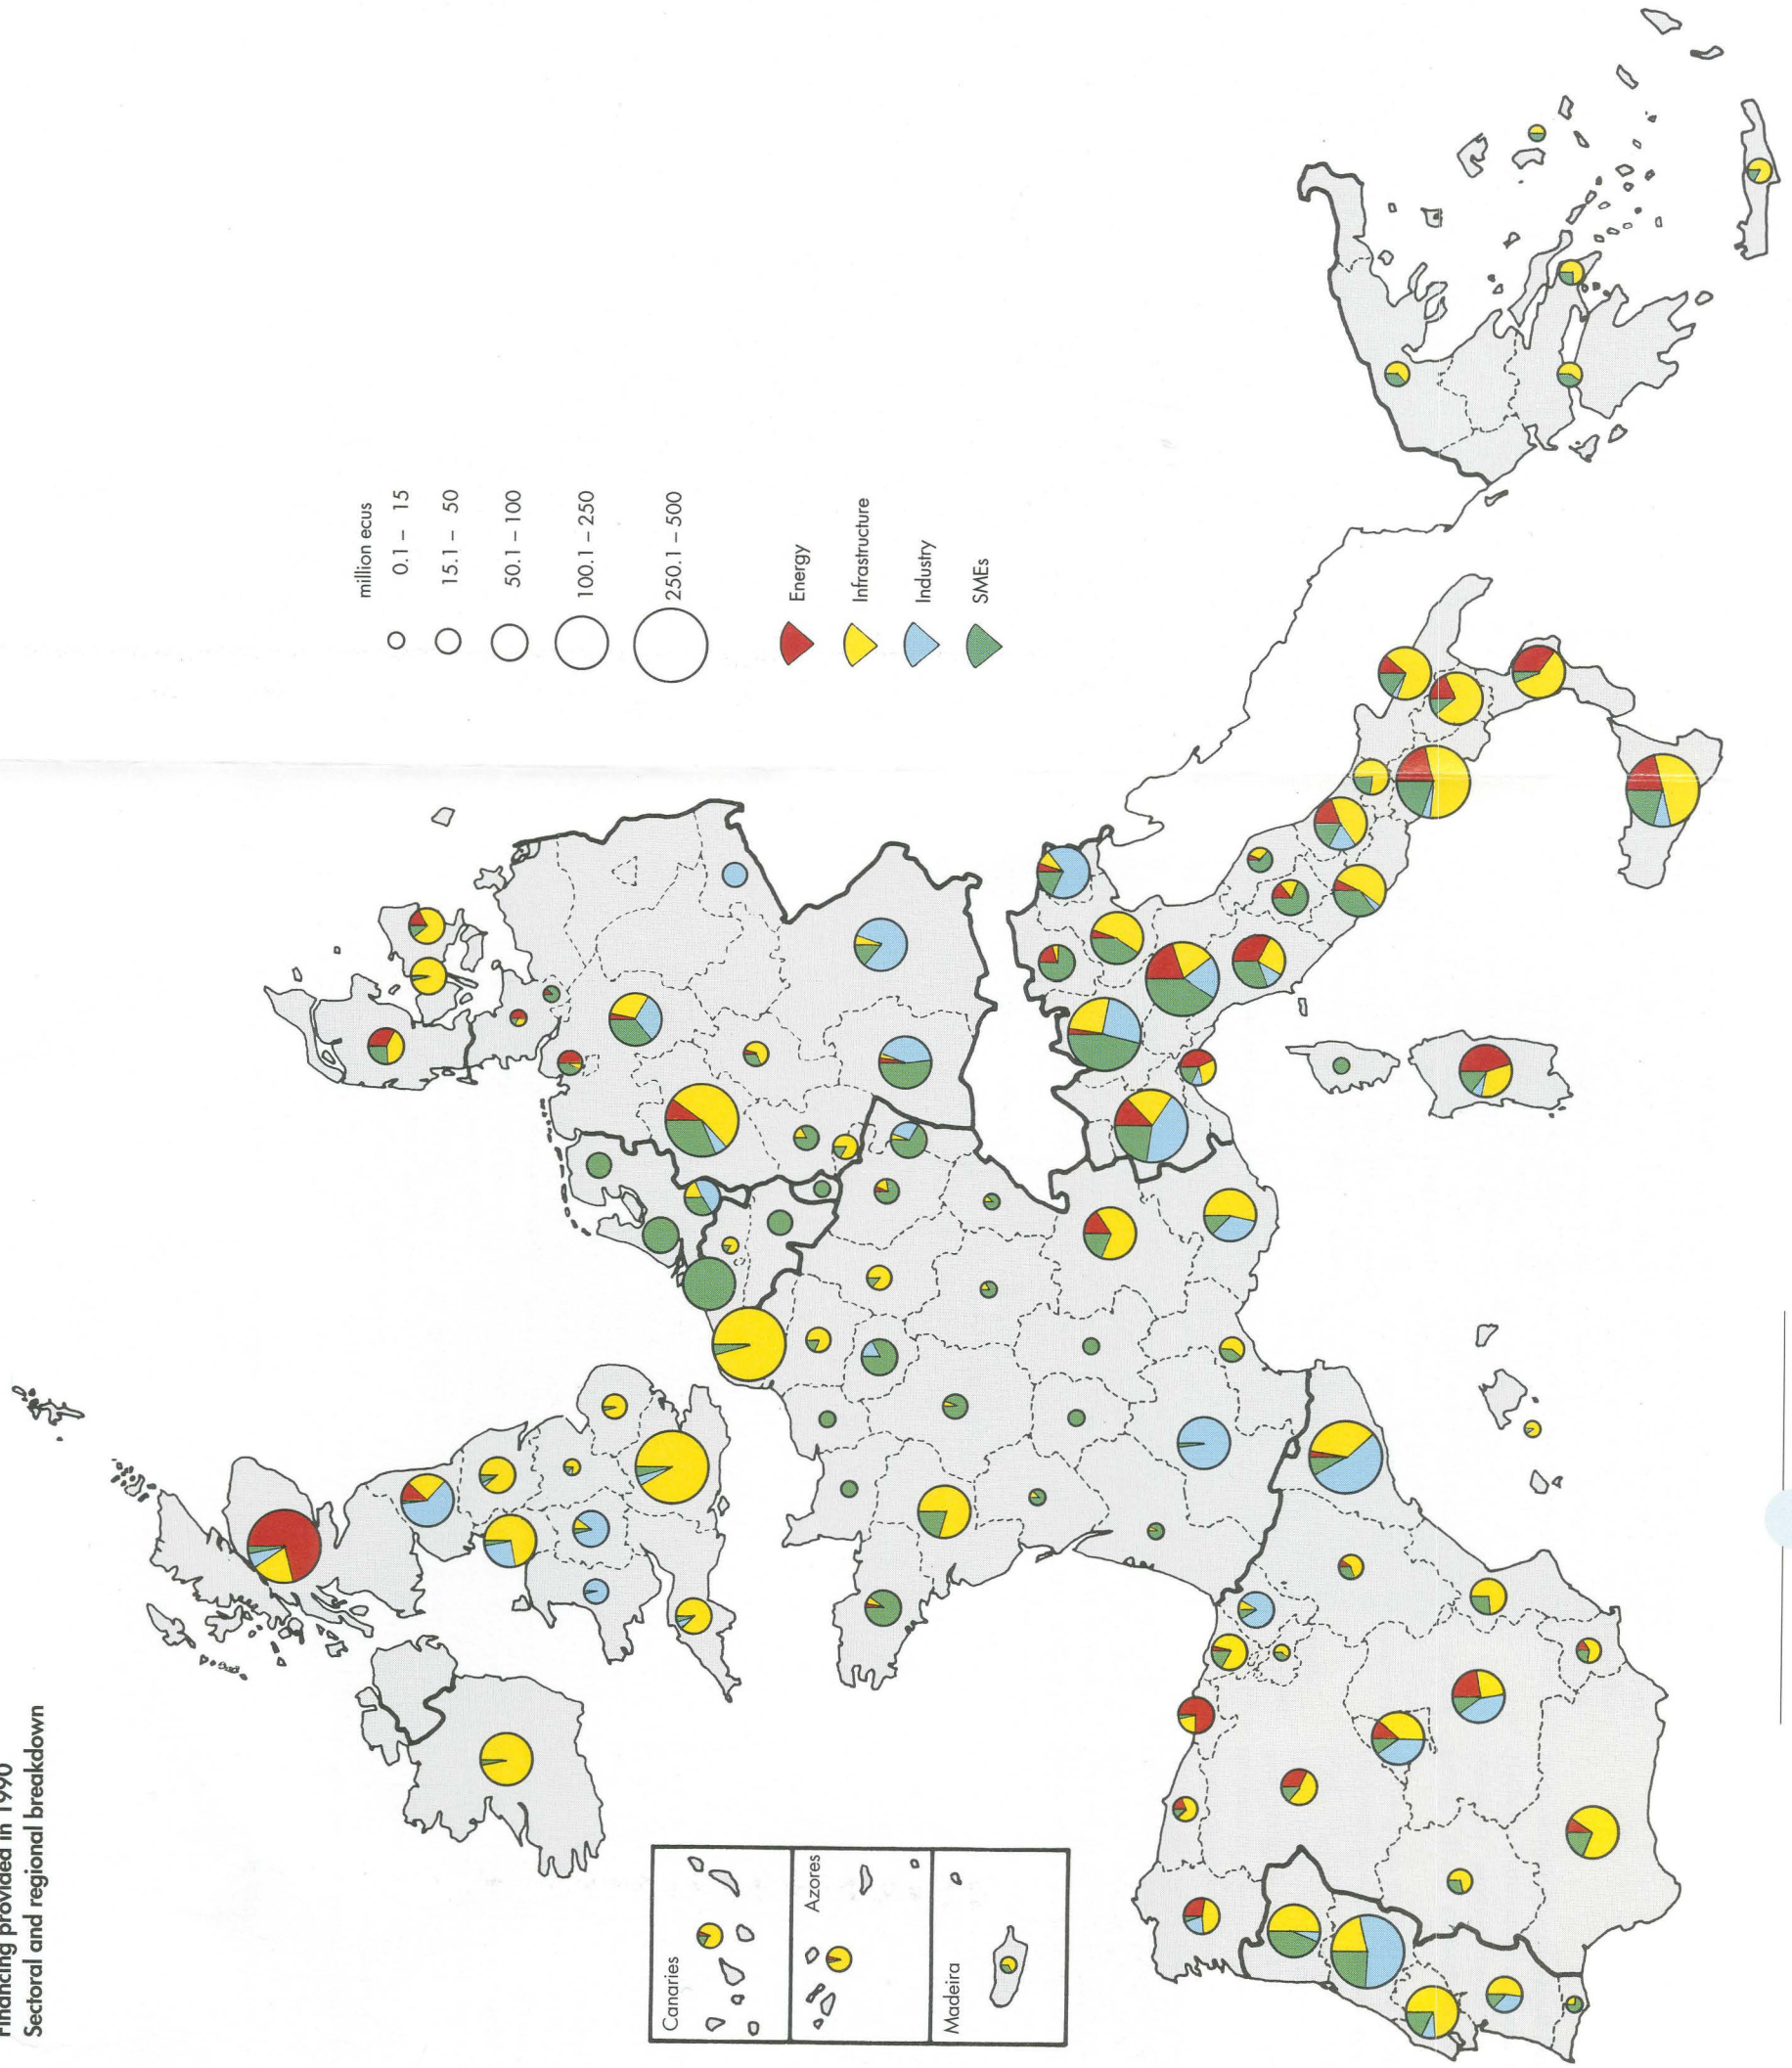 Financing provided in 1990
Sectoral and regional breakdown
million ecus
0.1 – 15
15.1 – 50
50.1 – 100
100.1 – 250
250.1 – 500
Energy
Infrastructure
Industry
SMEs
Canaries
Azores
Madeira